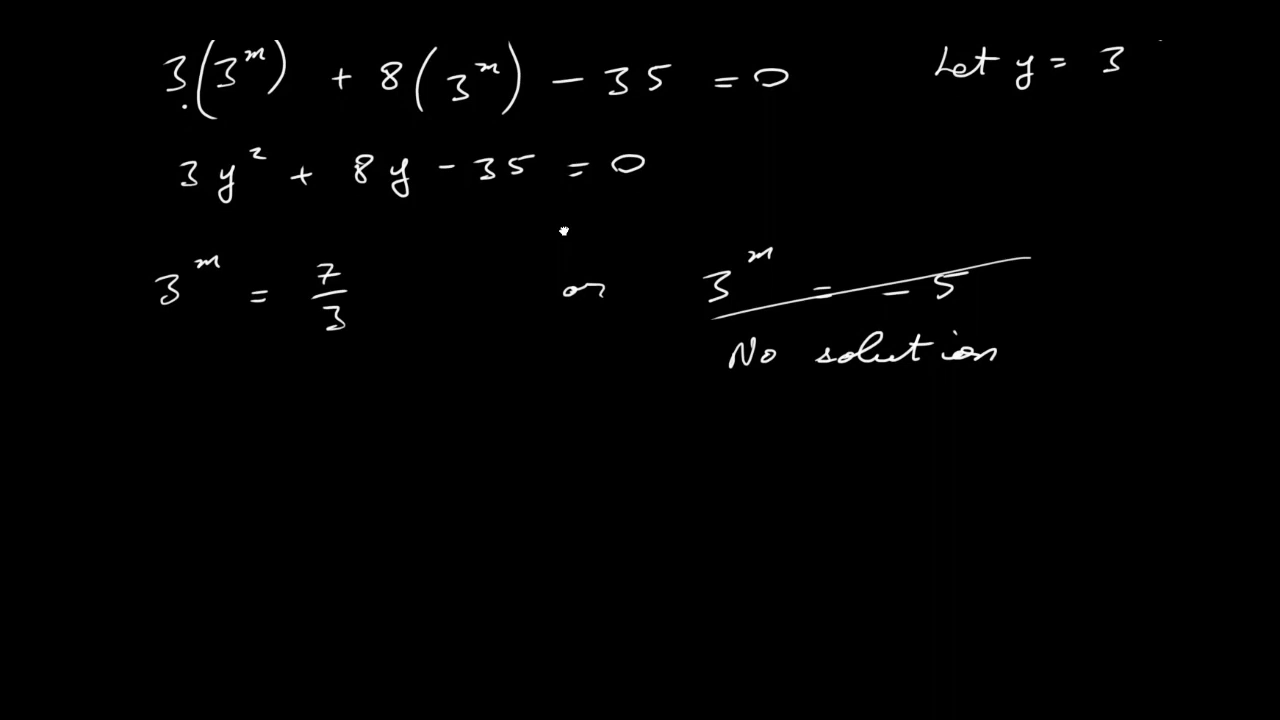 3(3^m) + 8(3^m) - 35 = 0 Let y = 3
3y² + 8y - 35 = 0
3^m = 7/3 or 3^m = -5
No solution